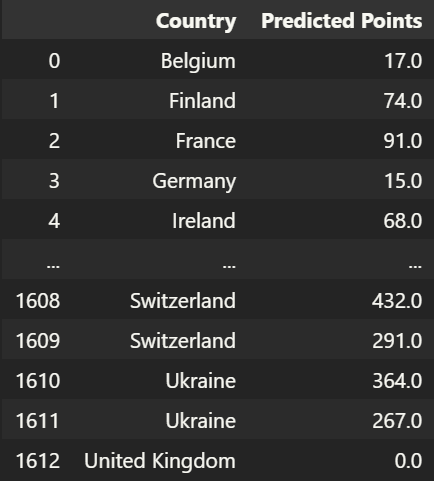 Country Predicted Points
0 Belgium 17.0
1 Finland 74.0
2 France 91.0
3 Germany 15.0
4 Ireland 68.0
... ... ...
1608 Switzerland 432.0
1609 Switzerland 291.0
1610 Ukraine 364.0
1611 Ukraine 267.0
1612 United Kingdom 0.0